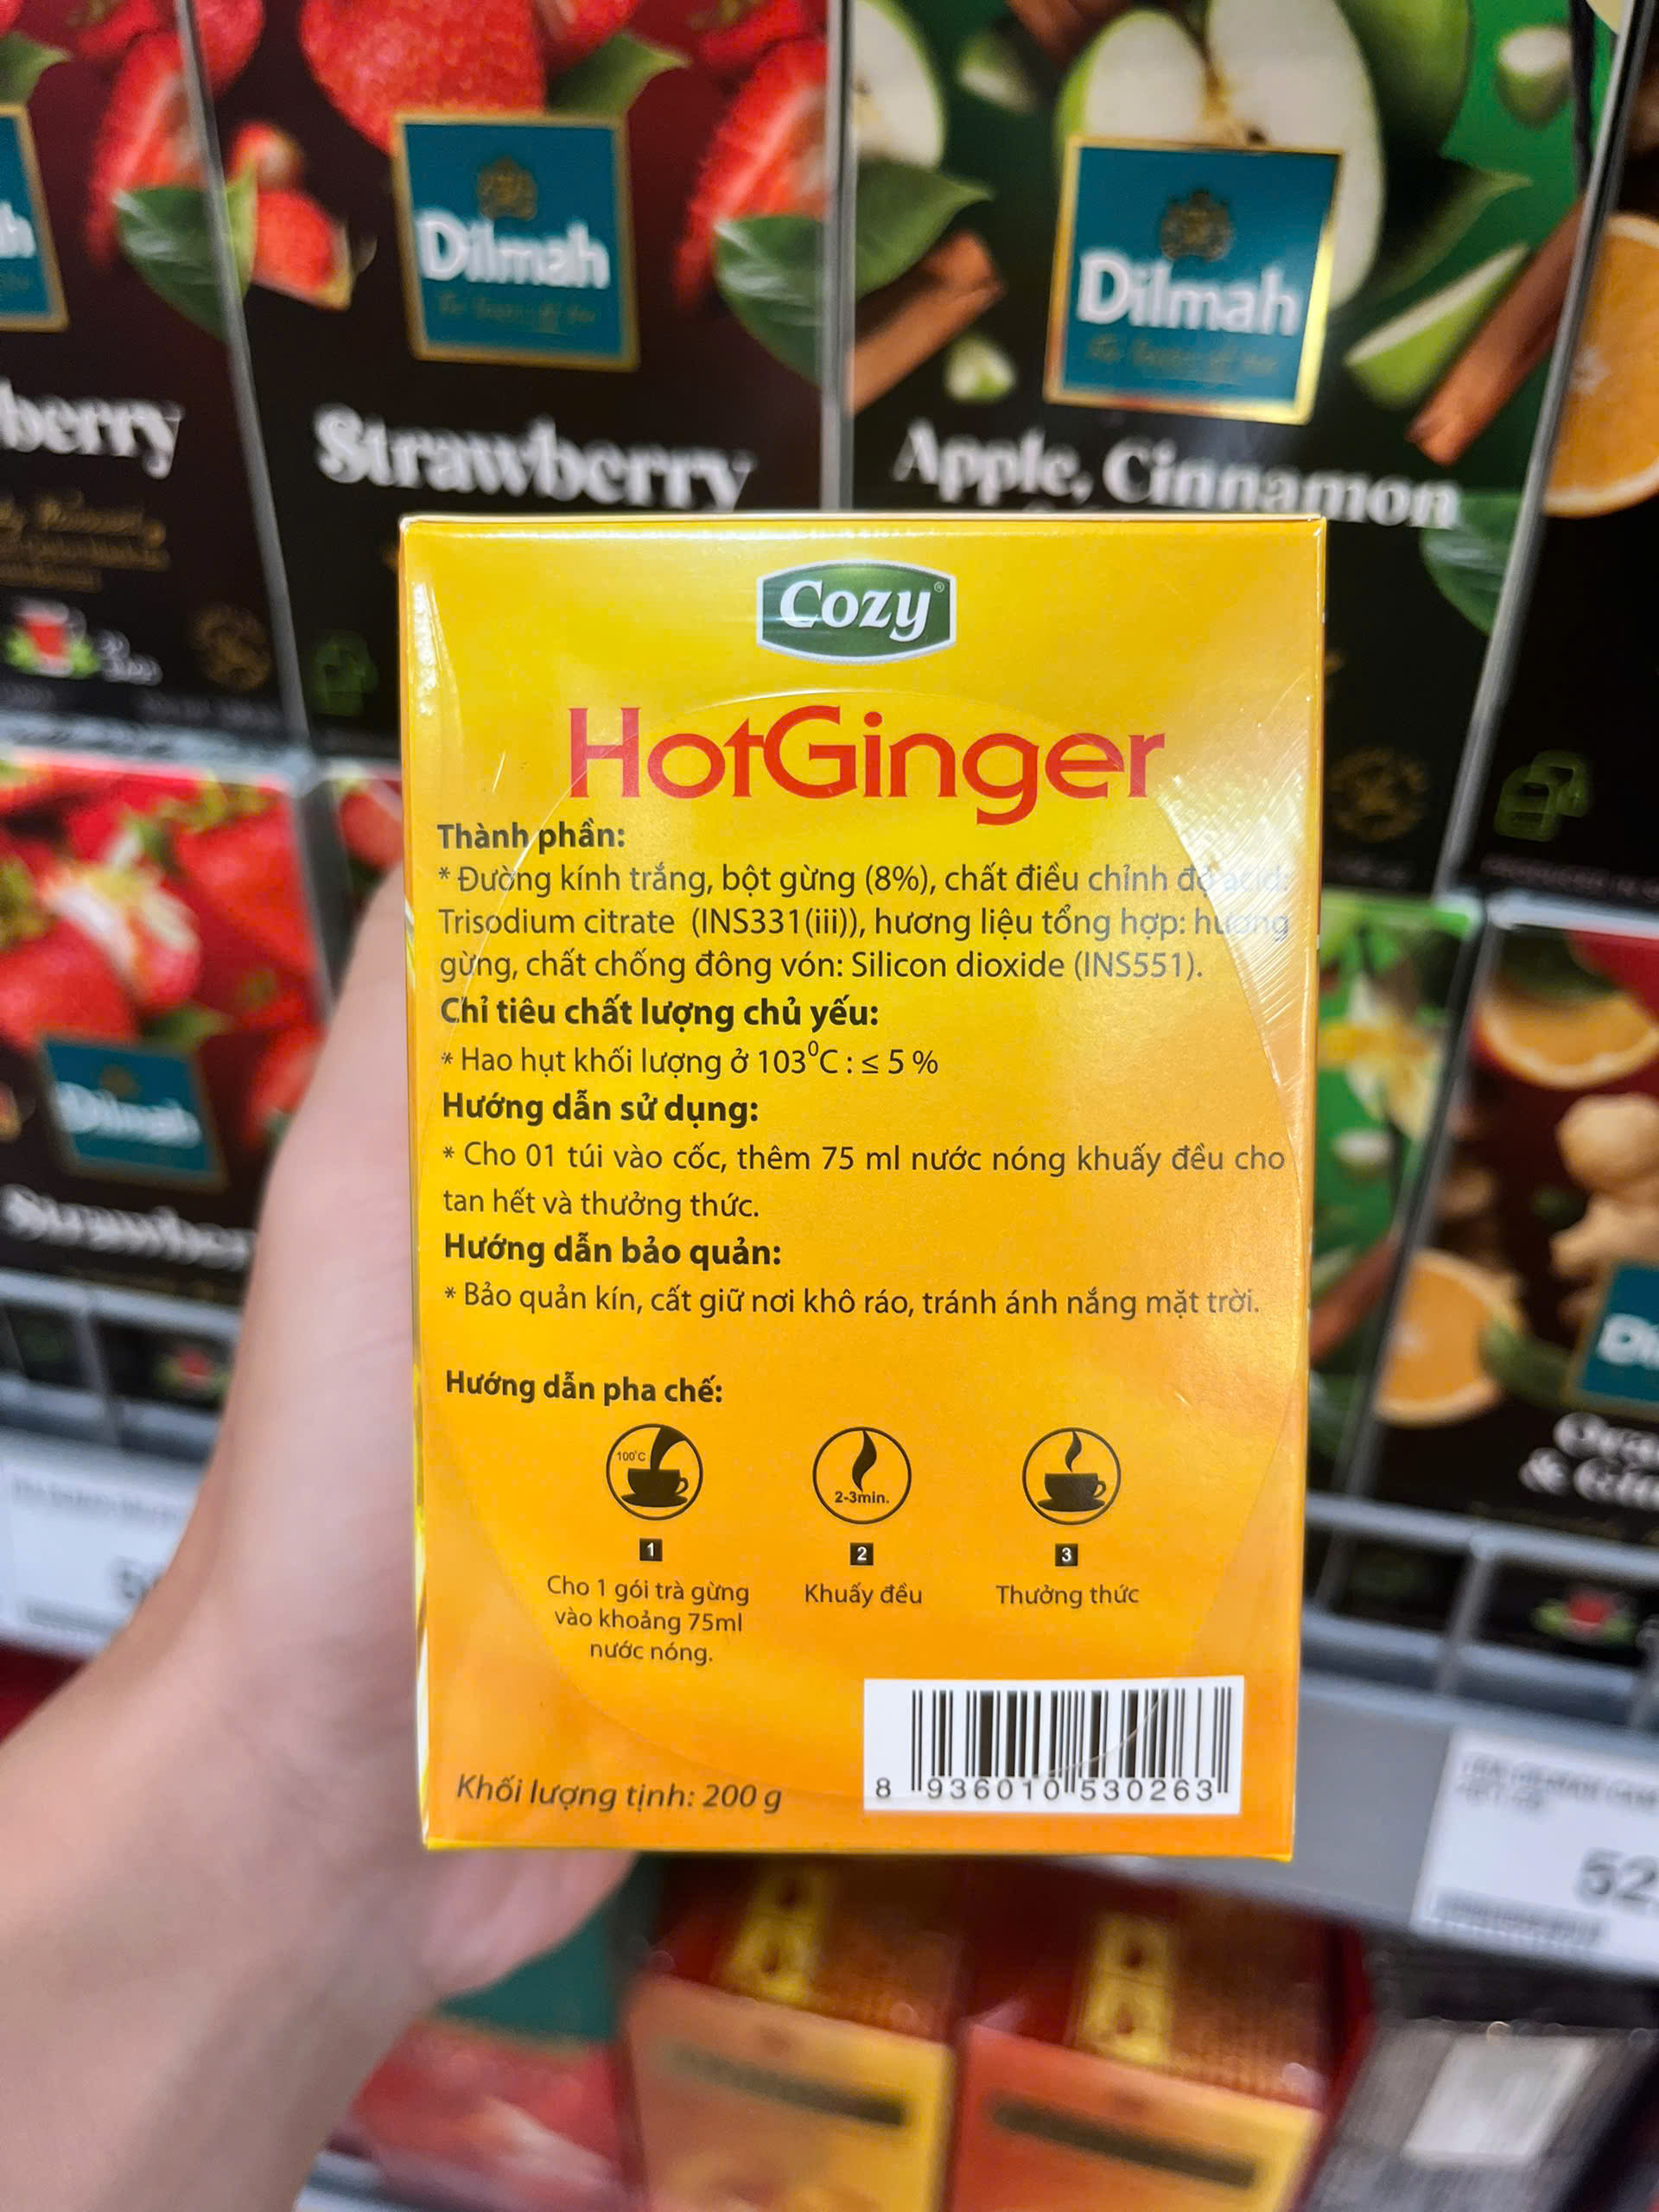 Dilmah
Dilmah
berry
Strawberry
Apple, Cinnamon
Cozy®
HotGinger
Thành phần:
* Đường kính trắng, bột gừng (8%), chất điều chỉnh độ acid:
Trisodium citrate (INS331(iii)), hương liệu tổng hợp: hương
gừng, chất chống đông vón: Silicon dioxide (INS551).
Chỉ tiêu chất lượng chủ yếu:
* Hao hụt khối lượng ở 103⁰C : ≤ 5 %
Hướng dẫn sử dụng:
* Cho 01 túi vào cốc, thêm 75 ml nước nóng khuấy đều cho
tan hết và thưởng thức.
Hướng dẫn bảo quản:
* Bảo quản kín, cất giữ nơi khô ráo, tránh ánh nắng mặt trời.
Hướng dẫn pha chế:
100°C
2-3min.
1
2
3
Cho 1 gói trà gừng
vào khoảng 75ml
nước nóng.
Khuấy đều
Thưởng thức
Khối lượng tịnh: 200 g
8 936010 530263
Dilmah
52